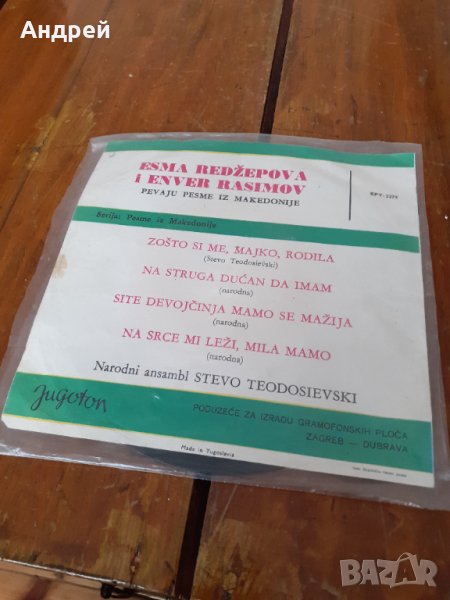 Андрей
ESMA REDŽEPOVA
i ENVER RASIMOV
PEVAJU PESME IZ MAKEDONIJE
Serija: Pesme iz Makedonije
ZOŠTO SI ME, MAJKO, RODILA
(Stevo Teodosievski)
NA STRUGA DUĆAN DA IMAM
(narodna)
SITE DEVOJČINJA MAMO SE MAŽIJA
(narodna)
NA SRCE MI LEŽI, MILA MAMO
(narodna)
Narodni ansambl STEVO TEODOSIEVSKI
Jugoton
PODUZEĆE ZA IZRADU GRAMOFONSKIH PLOČA
ZAGREB — DUBRAVA
Made in Yugoslavia
BAZAR.bg